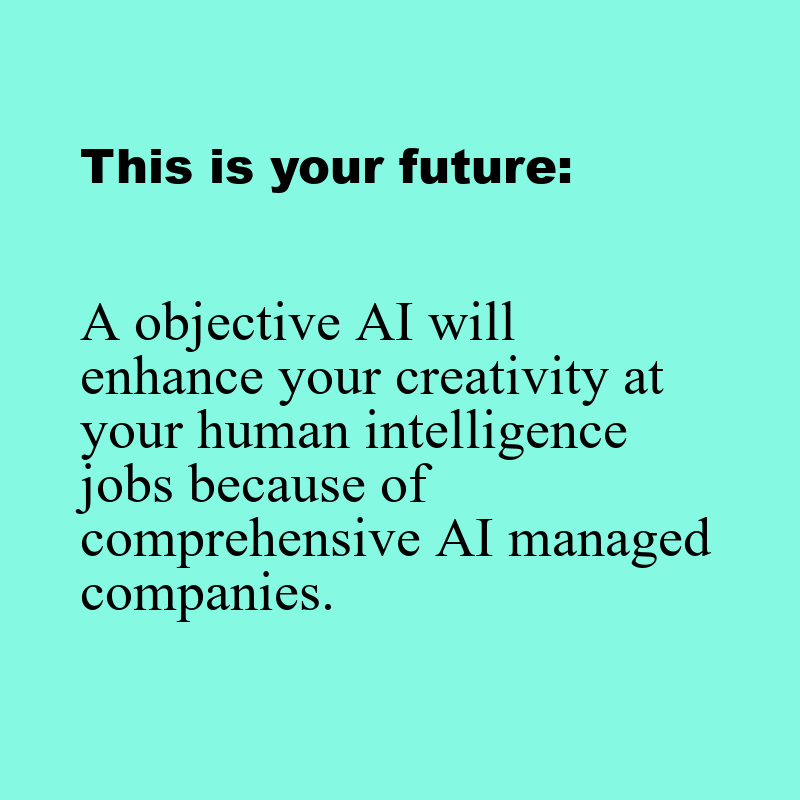 This is your future:
A objective AI will
enhance your creativity at
your human intelligence
jobs because of
comprehensive AI managed
companies.